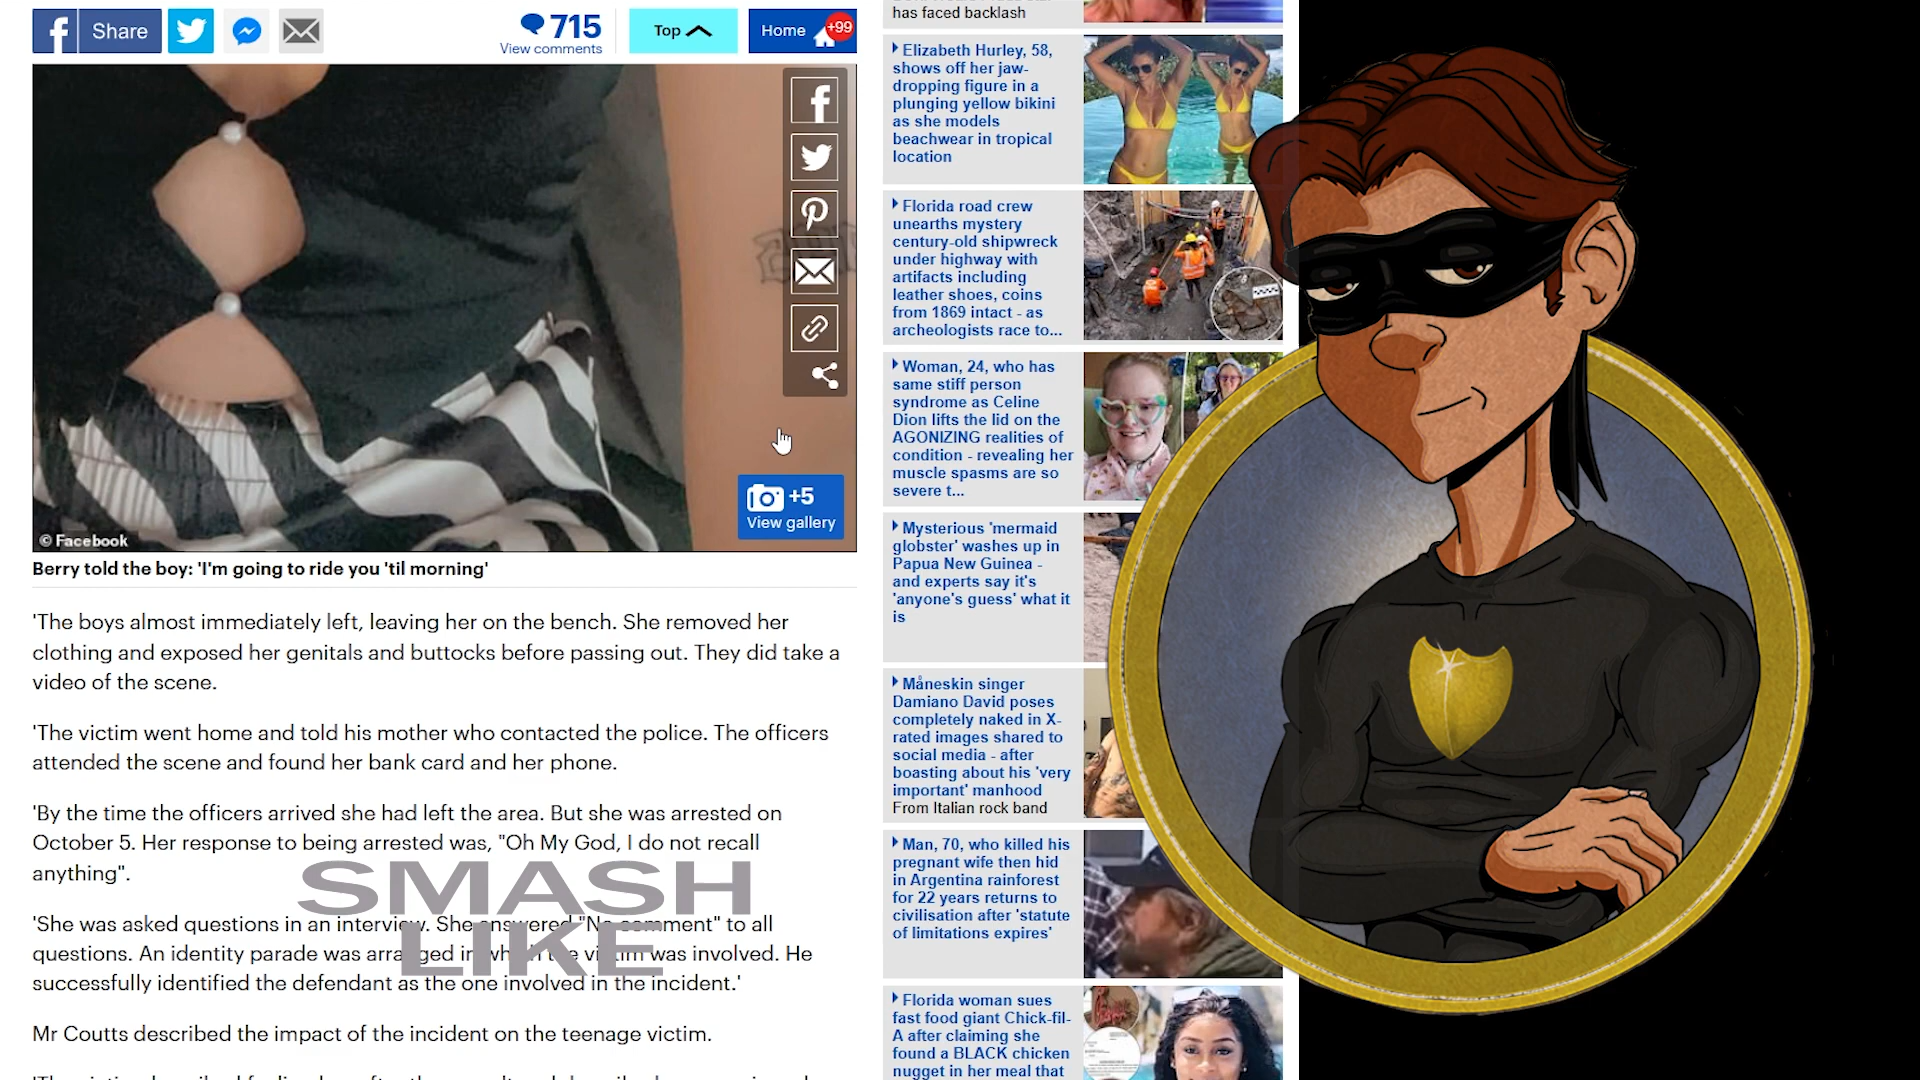 Share
715
View comments
Top
Home
+99
© Facebook
+5
View gallery
Berry told the boy: 'I'm going to ride you 'til morning'
'The boys almost immediately left, leaving her on the bench. She removed her
clothing and exposed her genitals and buttocks before passing out. They did take a
video of the scene.
'The victim went home and told his mother who contacted the police. The officers
attended the scene and found her bank card and her phone.
'By the time the officers arrived she had left the area. But she was arrested on
October 5. Her response to being arrested was, "Oh My God, I do not recall
anything".
'She was asked questions in an interview. She answered "No comment" to all
questions. An identity parade was arranged in which the victim was involved. He
successfully identified the defendant as the one involved in the incident.'
Mr Coutts described the impact of the incident on the teenage victim.
SMASH
LIKE
has faced backlash
Elizabeth Hurley, 58,
shows off her jaw-
dropping figure in a
plunging yellow bikini
as she models
beachwear in tropical
location
Florida road crew
unearths mystery
century-old shipwreck
under highway with
artifacts including
leather shoes, coins
from 1869 intact - as
archeologists race to...
Woman, 24, who has
same stiff person
syndrome as Celine
Dion lifts the lid on the
AGONIZING realities of
condition - revealing her
muscle spasms are so
severe t...
Mysterious 'mermaid
globster' washes up in
Papua New Guinea -
and experts say it's
'anyone's guess' what it
is
Måneskin singer
Damiano David poses
completely naked in X-
rated images shared to
social media - after
boasting about his 'very
important' manhood
From Italian rock band
Man, 70, who killed his
pregnant wife then hid
in Argentina rainforest
for 22 years returns to
civilisation after 'statute
of limitations expires'
Florida woman sues
fast food giant Chick-fil-
A after claiming she
found a BLACK chicken
nugget in her meal that